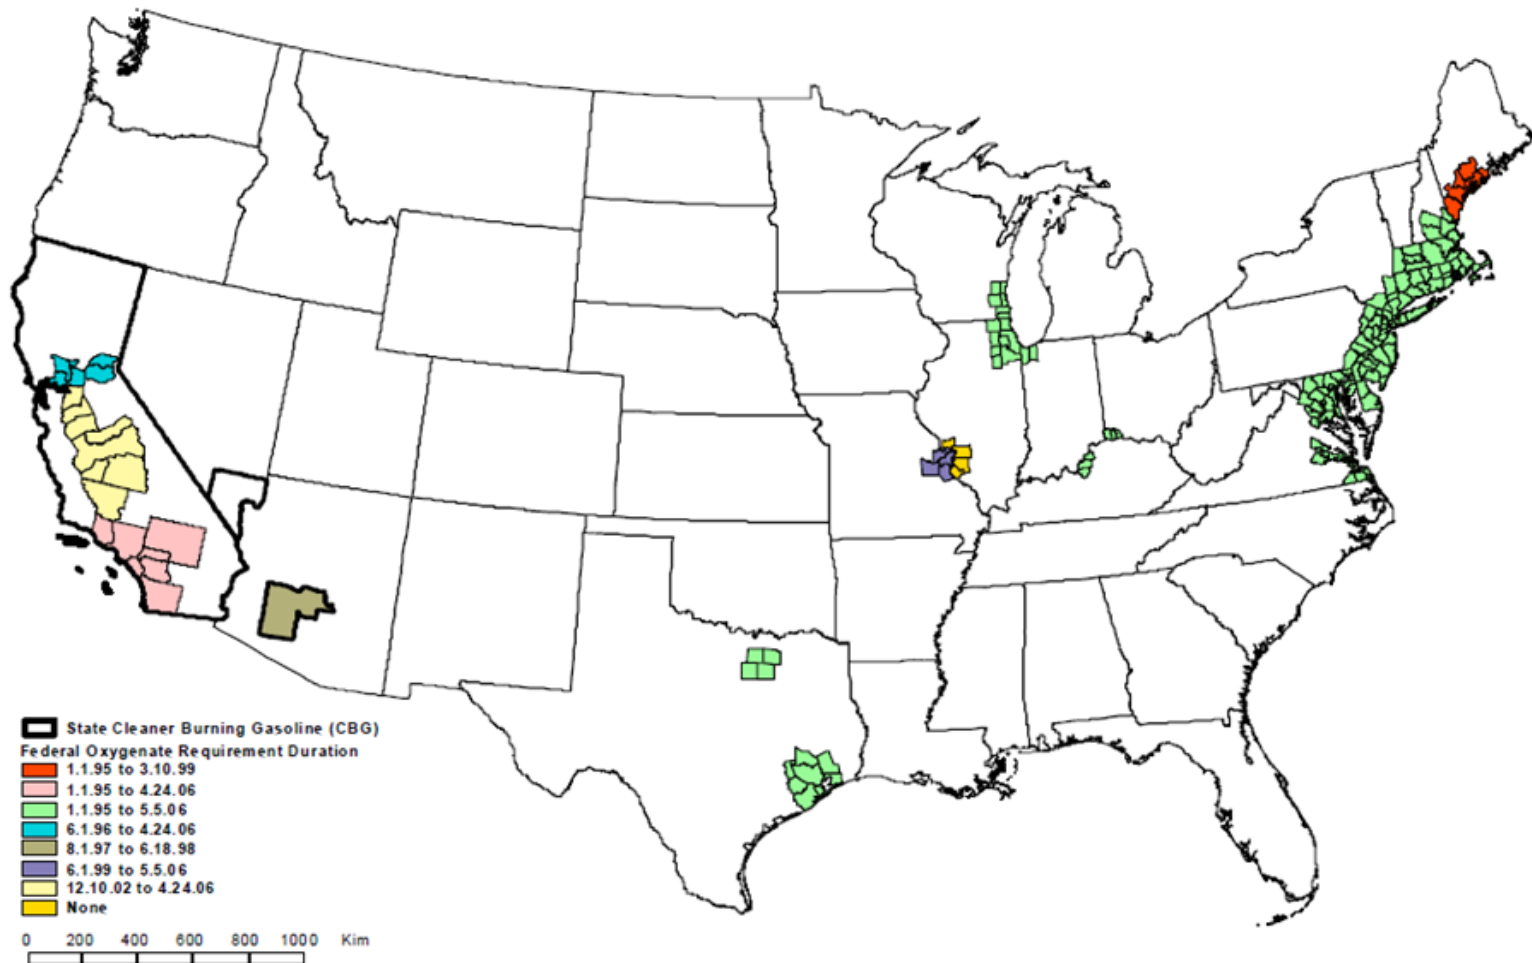 State Cleaner Burning Gasoline (CBG)
Federal Oxygenate Requirement Duration
1.1.95 to 3.10.99
1.1.95 to 4.24.06
1.1.95 to 5.5.06
6.1.96 to 4.24.06
8.1.97 to 6.18.98
6.1.99 to 5.5.06
12.10.02 to 4.24.06
None
0 200 400 600 800 1000 Kim